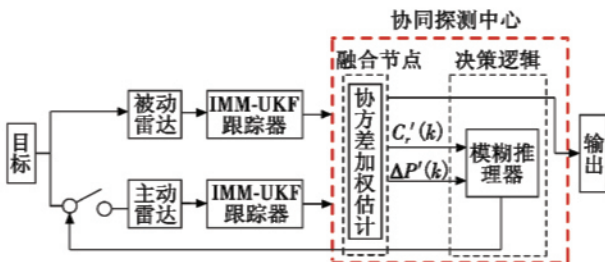 协同探测中心
融合节点
决策逻辑
目标
被动
雷达
IMM-UKF
跟踪器
主动
雷达
IMM-UKF
跟踪器
协方差加权估计
C_r'(k)
ΔP'(k)
模糊推
理器
输出